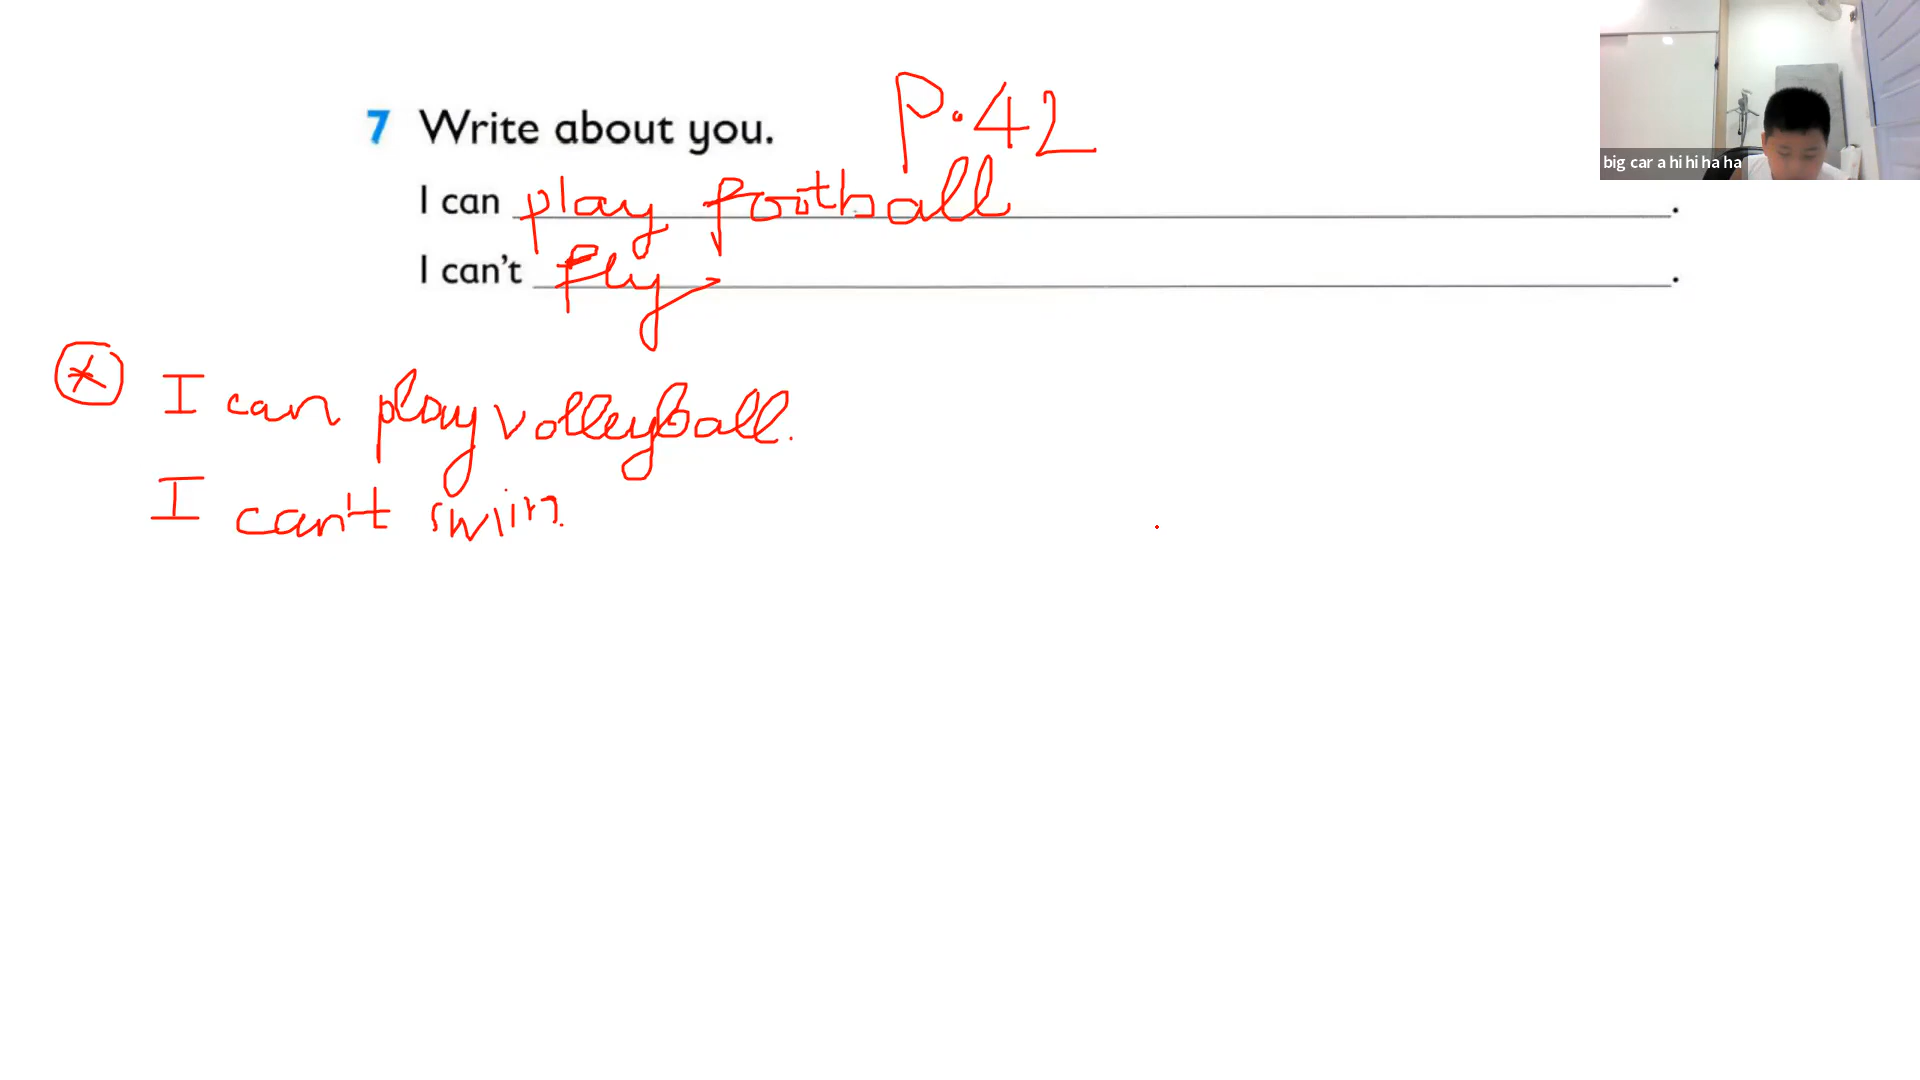 7 Write about you. P.42
I can play football.
I can't fly.
* I can play volleyball.
I can't swim.
big car a hi hi ha ha